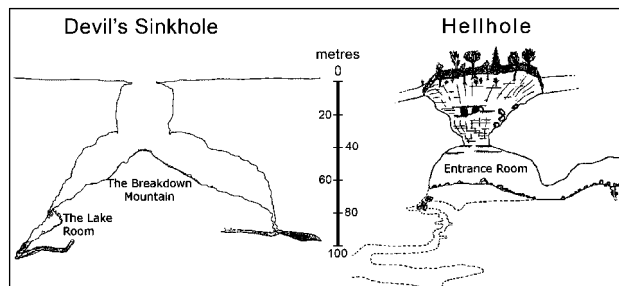 Devil's Sinkhole
Hellhole
metres
0
20
40
60
80
100
The Breakdown
Mountain
The Lake
Room
Entrance Room